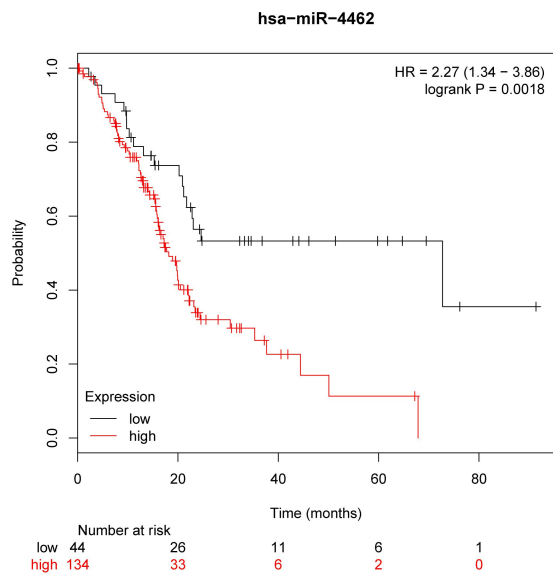 hsa−miR−4462
HR = 2.27 (1.34 − 3.86)
logrank P = 0.0018
1.0
0.8
0.6
0.4
0.2
0.0
Probability
Expression
low
high
0 20 40 60 80
Time (months)
Number at risk
low 44 26 11 6 1
high 134 33 6 2 0